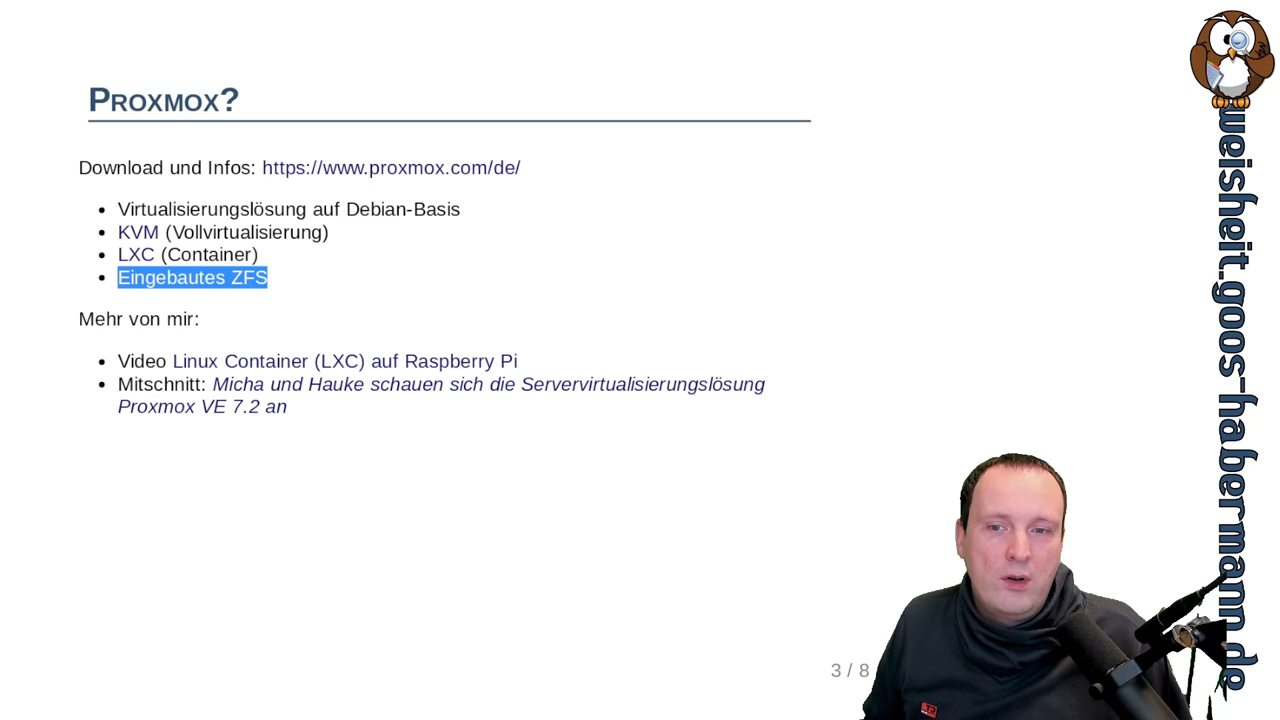 PROXMOX?
Download und Infos: https://www.proxmox.com/de/
Virtualisierungslösung auf Debian-Basis
KVM (Vollvirtualisierung)
LXC (Container)
Eingebautes ZFS
Mehr von mir:
Video Linux Container (LXC) auf Raspberry Pi
Mitschnitt: Micha und Hauke schauen sich die Servervirtualisierungslösung
Proxmox VE 7.2 an
3 / 8
weisheit.goos-habermann.de